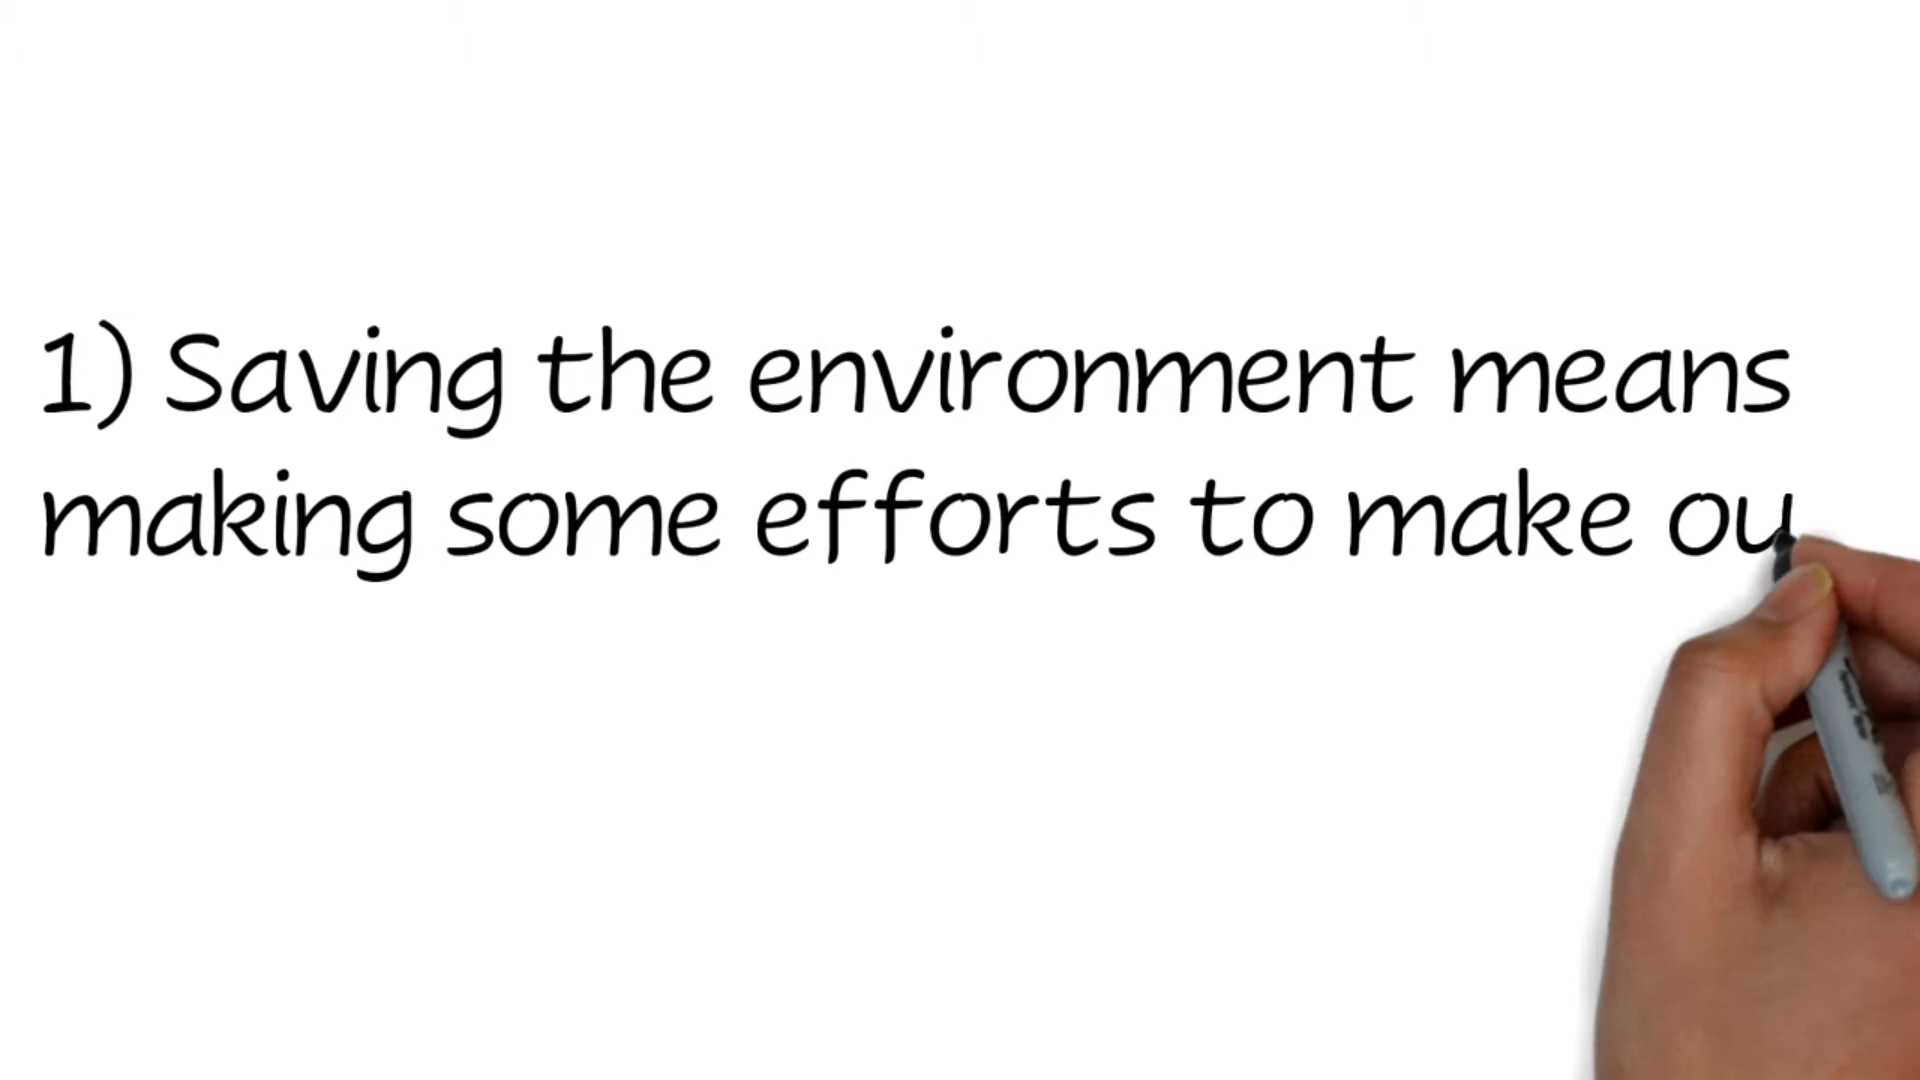 1) Saving the environment means
making some efforts to make ou